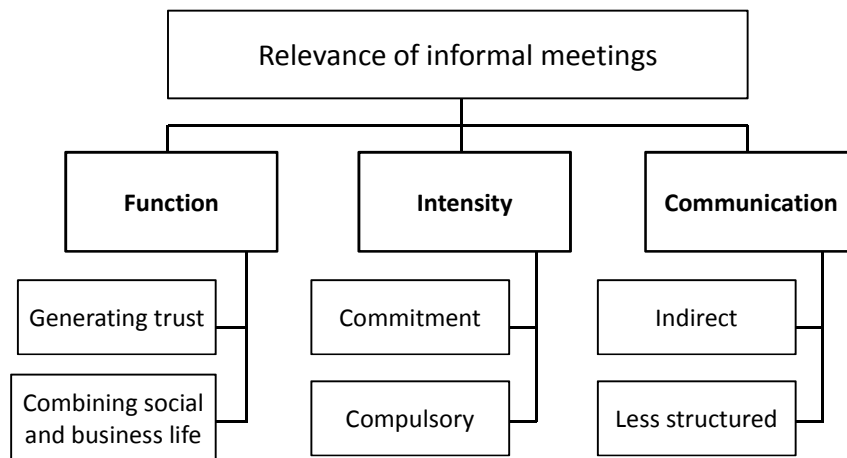 Relevance of informal meetings
Function
Intensity
Communication
Generating trust
Commitment
Indirect
Combining social
and business life
Compulsory
Less structured